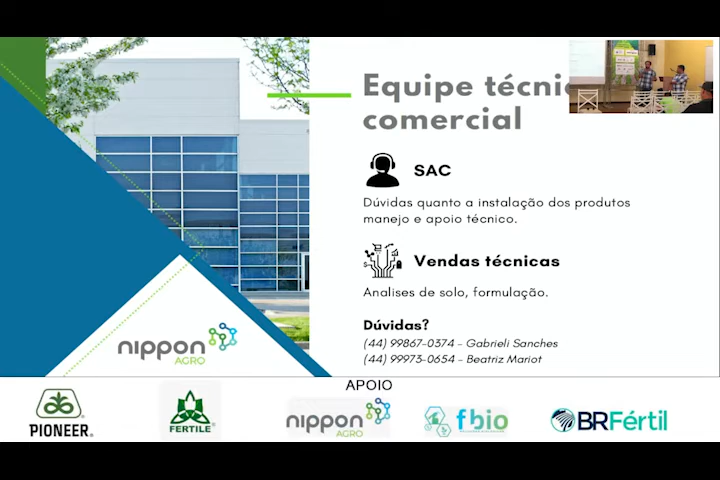 Equipe técni
comercial
SAC
Dúvidas quanto a instalação dos produtos
manejo e apoio técnico.
Vendas técnicas
Analises de solo, formulação.
Dúvidas?
(44) 99867-0374 - Gabrieli Sanches
(44) 99973-0654 - Beatriz Mariot
nippon
AGRO
APOIO
PIONEER®
FERTILE®
nippon
AGRO
fbio
BRFértil